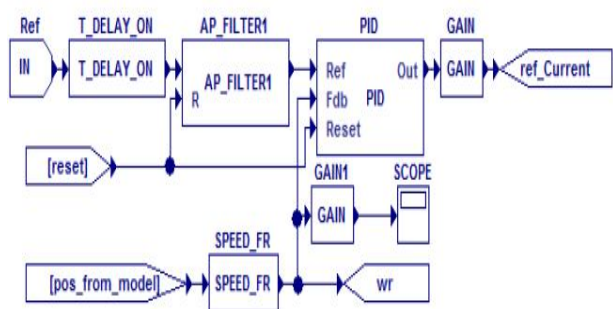 Ref T_DELAY_ON AP_FILTER1 PID GAIN
IN T_DELAY_ON AP_FILTER1 R Ref Fdb Reset PID Out GAIN ref_Current
[reset]
GAIN1 SCOPE
GAIN
SPEED_FR
[pos_from_model] SPEED_FR wr